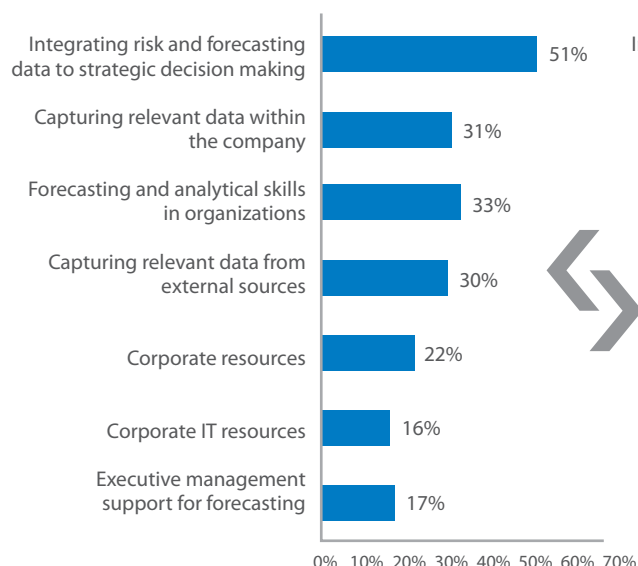 Integrating risk and forecasting
data to strategic decision making
51%
Capturing relevant data within
the company
31%
Forecasting and analytical skills
in organizations
33%
Capturing relevant data from
external sources
30%
Corporate resources
22%
Corporate IT resources
16%
Executive management
support for forecasting
17%
0% 10% 20% 30% 40% 50% 60% 70%